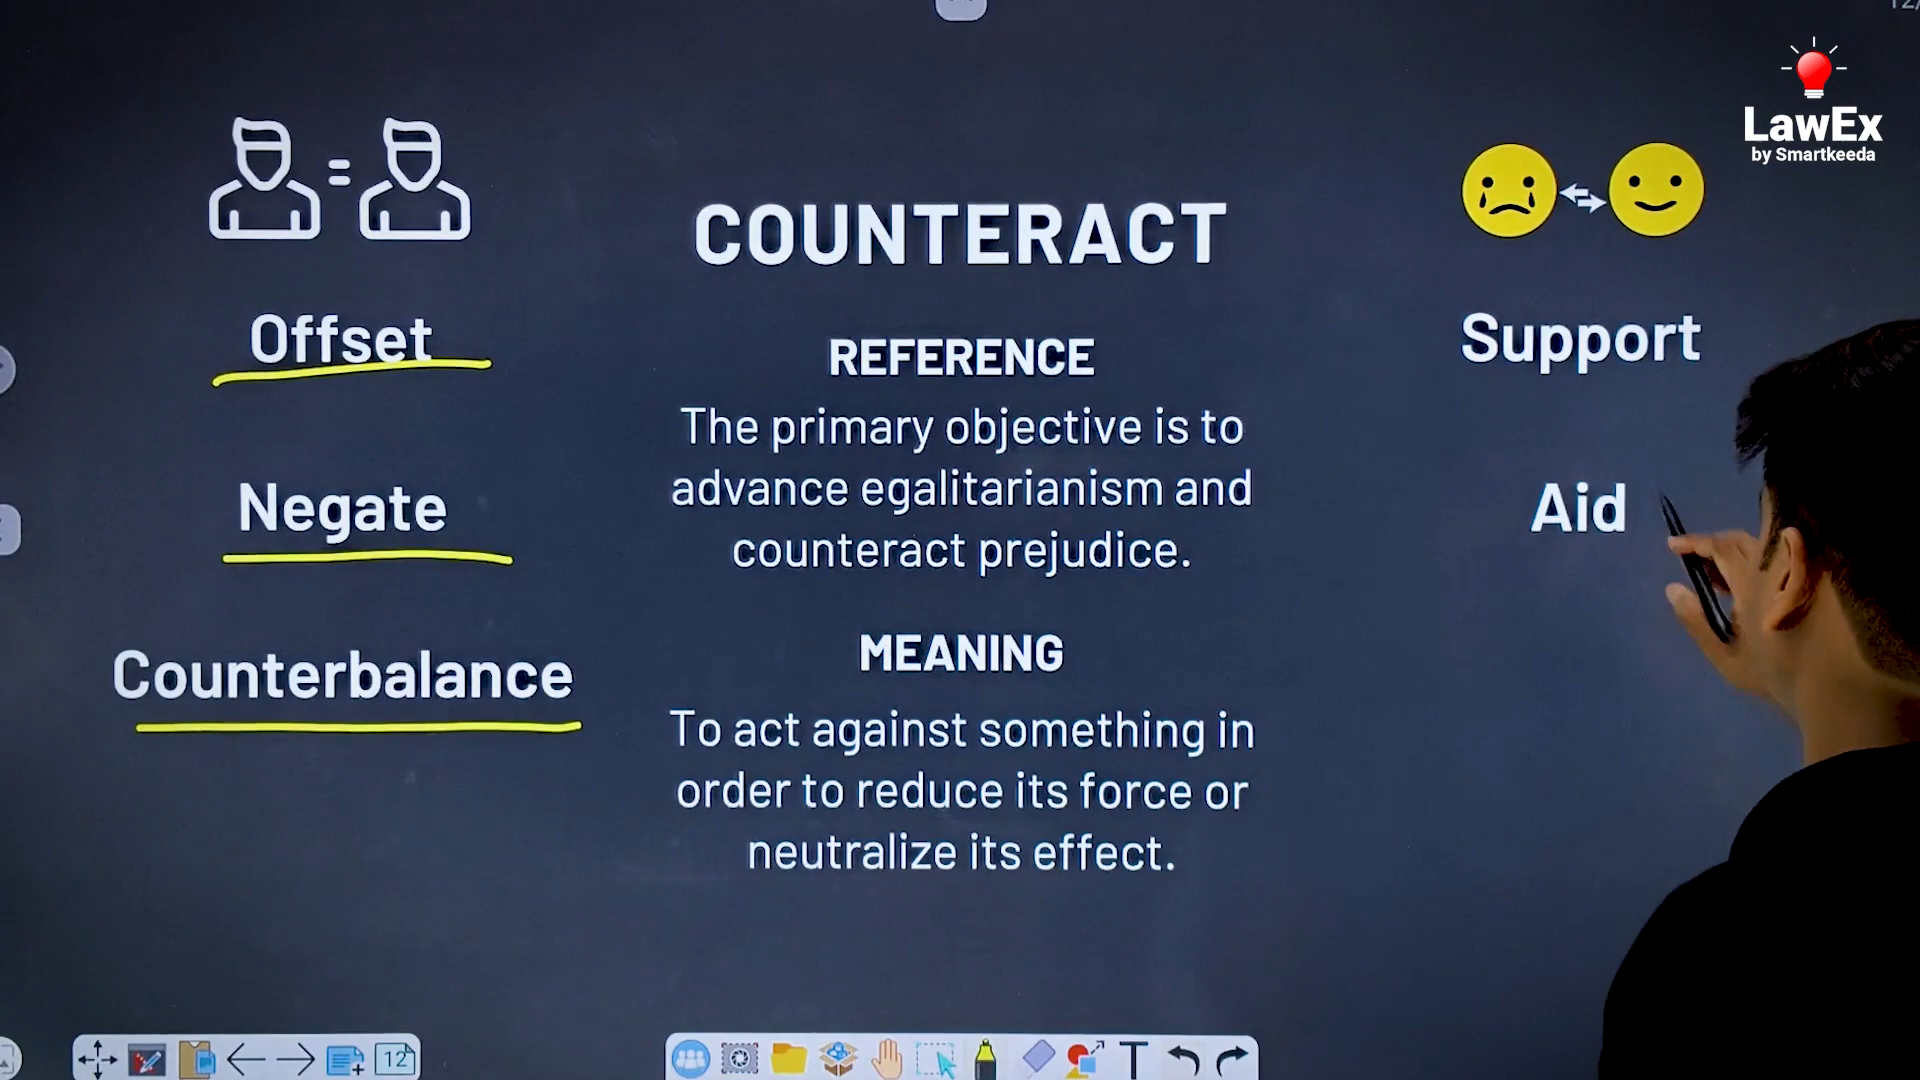 LawEx
by Smartkeeda
COUNTERACT
Offset
Negate
Counterbalance
REFERENCE
The primary objective is to
advance egalitarianism and
counteract prejudice.
MEANING
To act against something in
order to reduce its force or
neutralize its effect.
Support
Aid
12
T